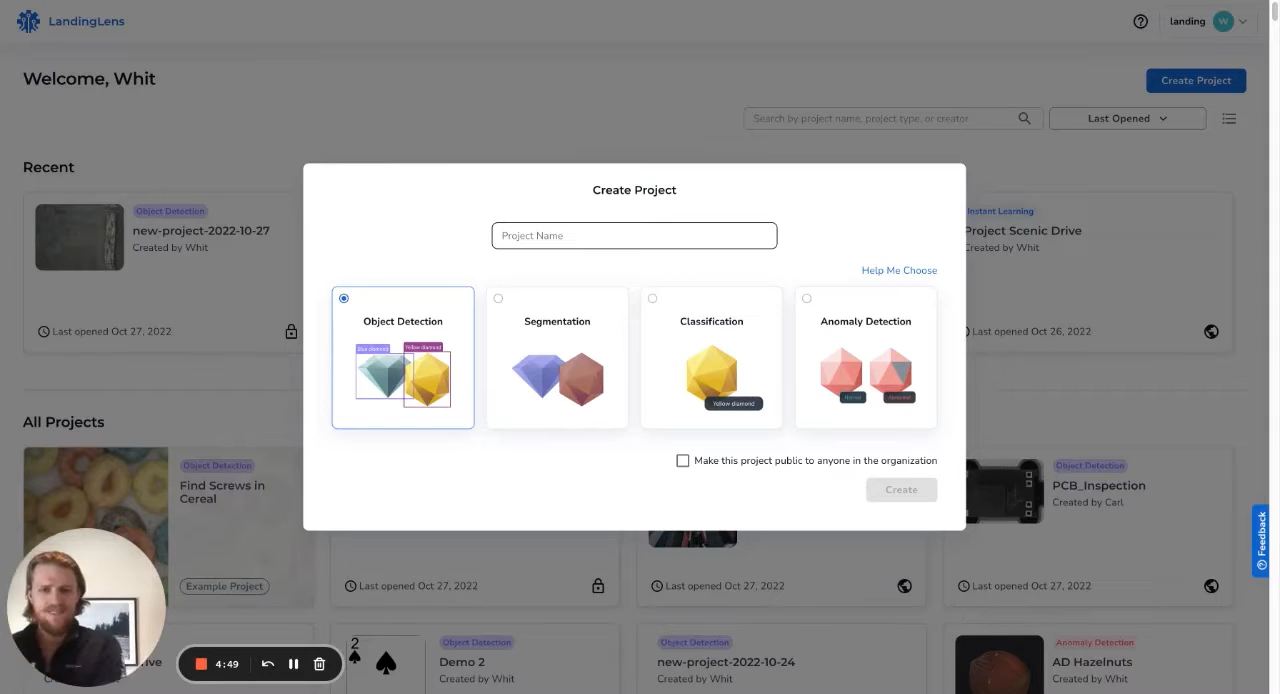 LandingLens
landing
W
Welcome, Whit
Create Project
Search by project name, project type, or creator
Last Opened
Recent
Object Detection
new-project-2022-10-27
Created by Whit
Last opened Oct 27, 2022
Instant Learning
Project Scenic Drive
Created by Whit
Last opened Oct 26, 2022
Create Project
Project Name
Help Me Choose
Object Detection
Blue diamond
Yellow diamond
Segmentation
Classification
Yellow diamond
Anomaly Detection
Normal
Abnormal
Make this project public to anyone in the organization
Create
All Projects
Object Detection
Find Screws in
Cereal
Example Project
Last opened Oct 27, 2022
Last opened Oct 27, 2022
Object Detection
PCB_Inspection
Created by Carl
Last opened Oct 27, 2022
Feedback
4:49
2
Object Detection
Demo 2
Created by Whit
Object Detection
new-project-2022-10-24
Created by Whit
Anomaly Detection
AD Hazelnuts
Created by Whit